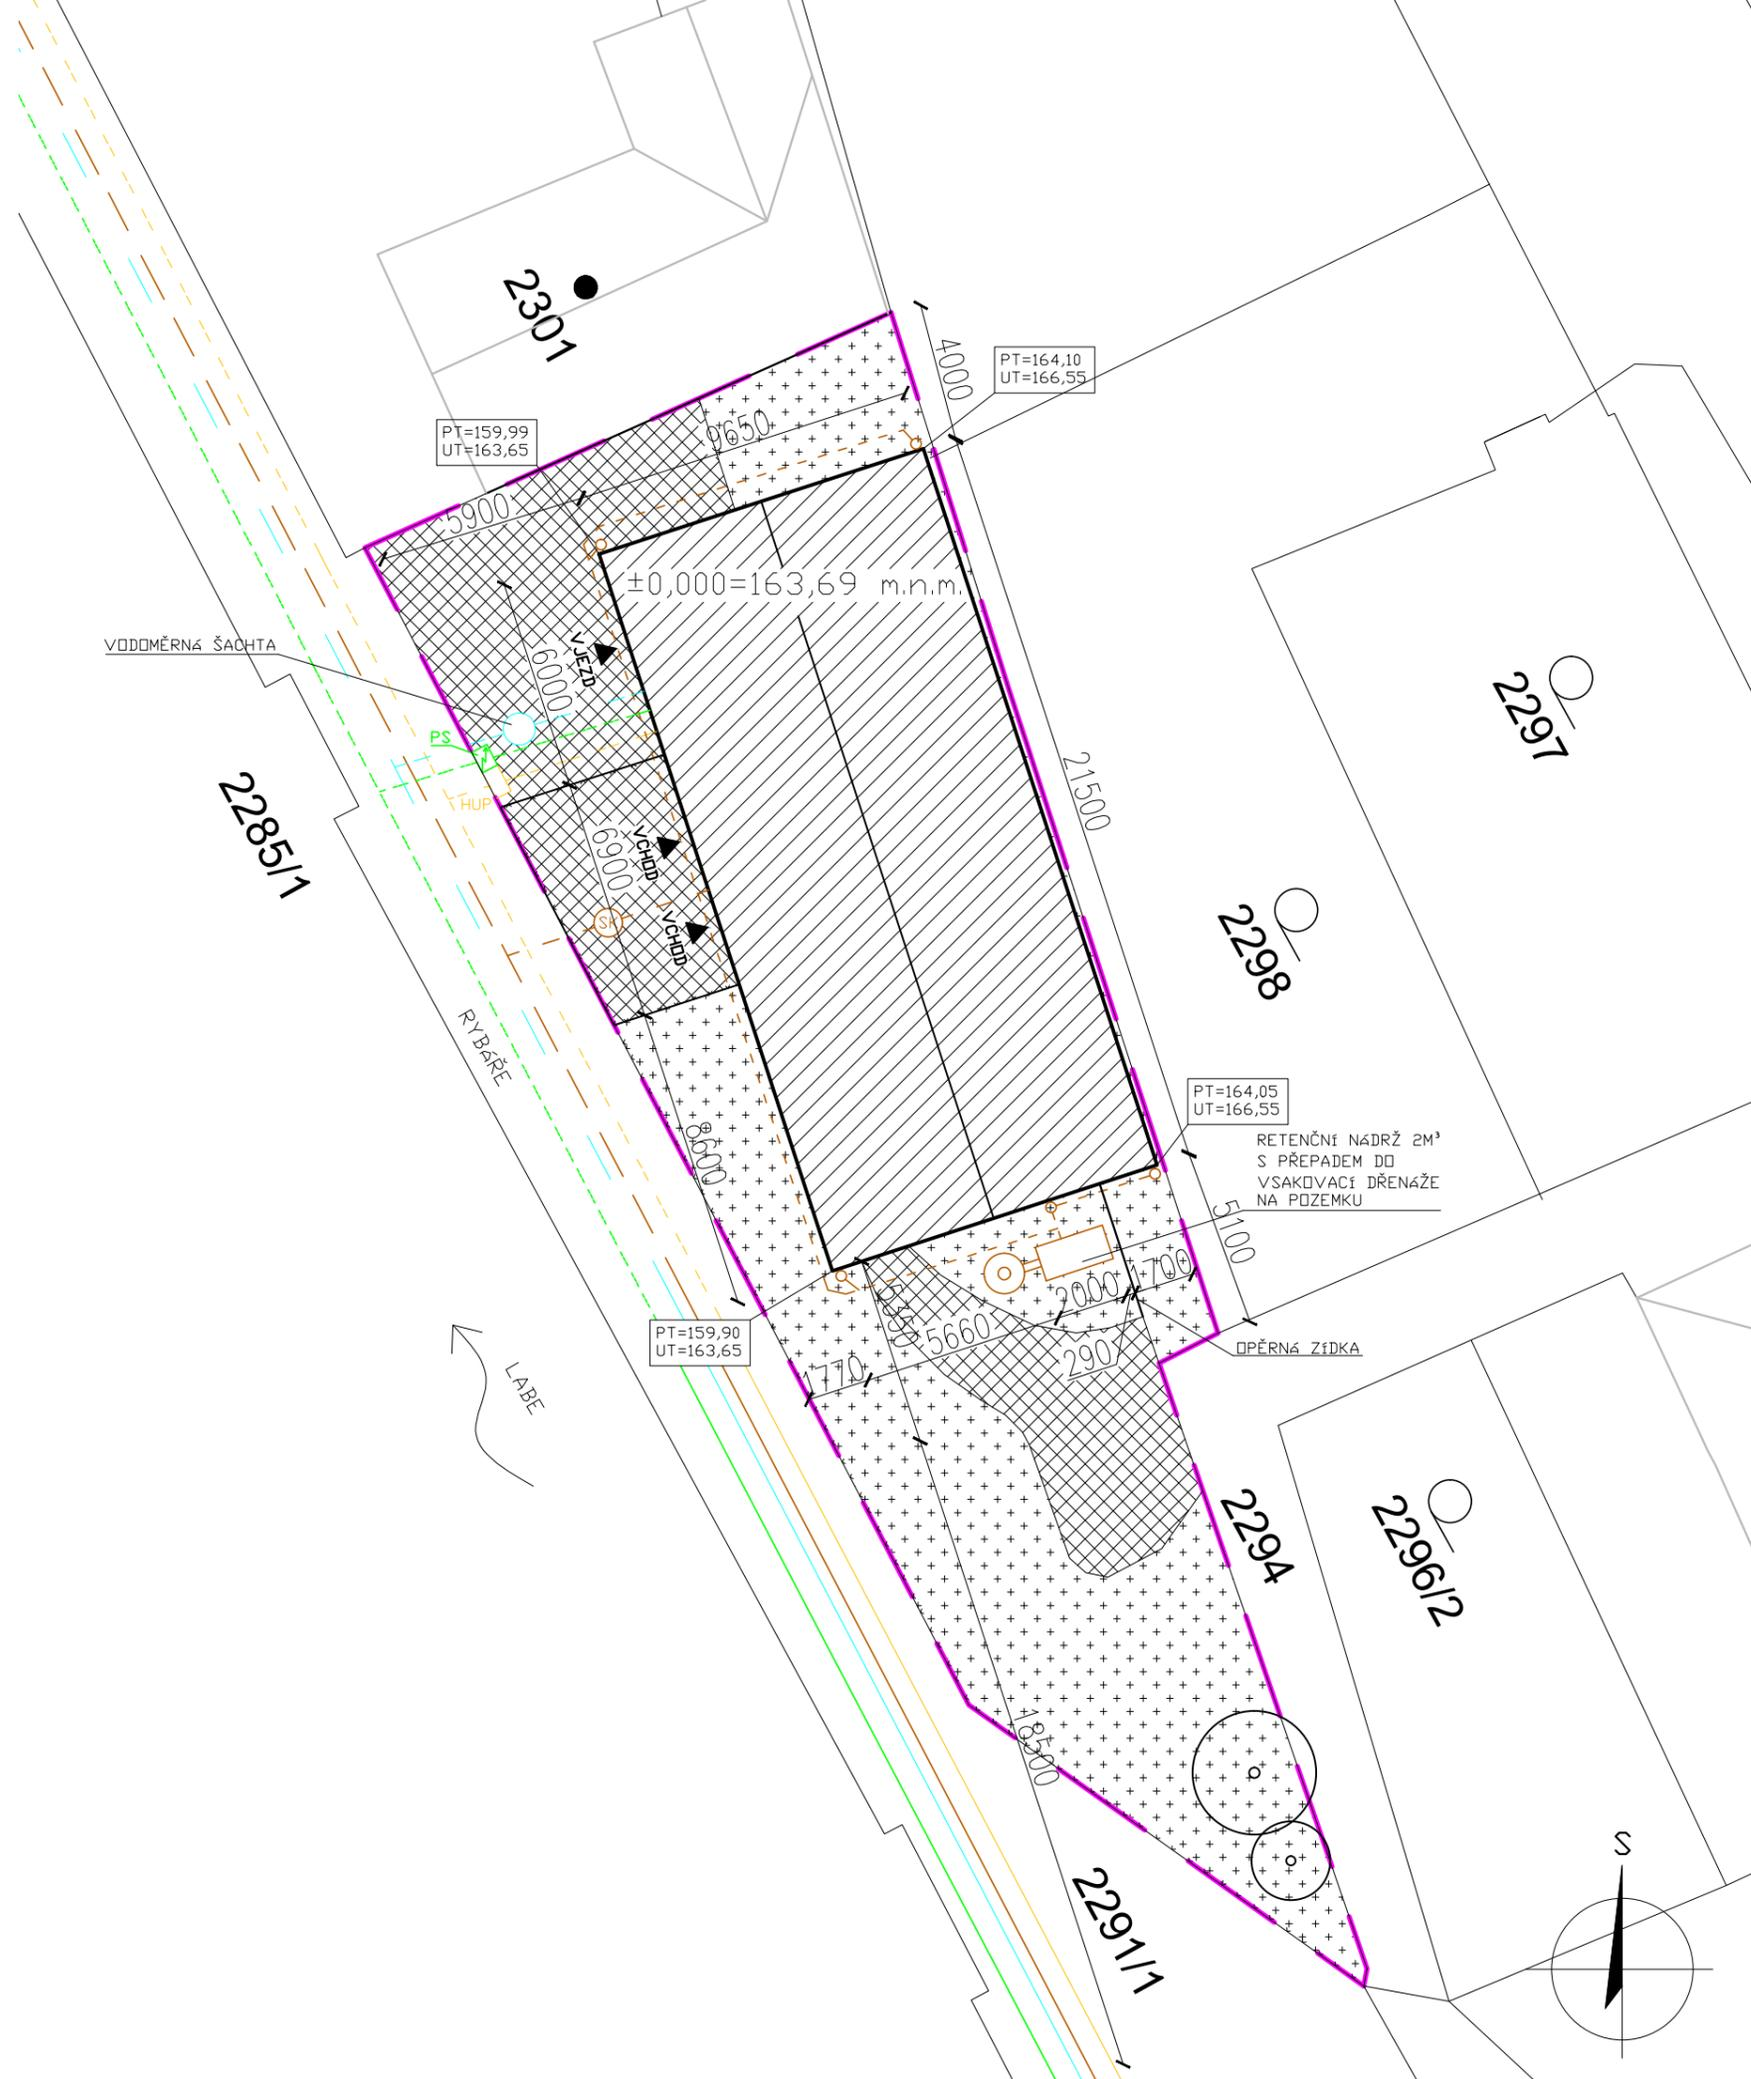 2301
4000
PT=164,10
UT=166,55
PT=159,99
UT=163,65
9650
5900
±0,000=163,69 m.n.m.
VJEZD
6000
VODOMĚRNÁ ŠACHTA
2297
PS
HUP
21500
2285/1
VCHOD
6900
SK
VCHOD
2298
RYBÁŘE
PT=164,05
UT=166,55
8600
RETENČNÍ NÁDRŽ 2M³
S PŘEPADEM DO
VSAKOVACÍ DŘENÁŽE
NA POZEMKU
5100
1700
2000
5350
5660
PT=159,90
UT=163,65
290
OPĚRNÁ ZÍDKA
1770
LABE
2294
2296/2
18500
S
2291/1